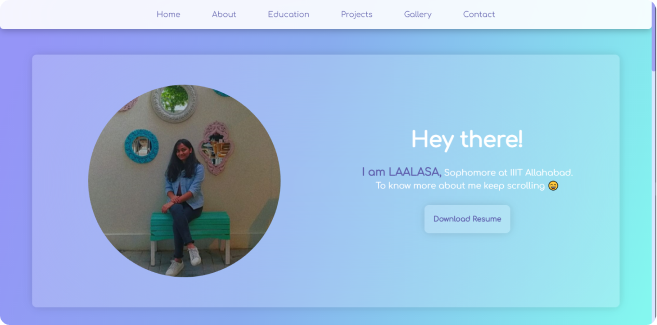 Home About Education Projects Gallery Contact
Hey there!
I am LAALASA, Sophomore at IIIT Allahabad.
To know more about me keep scrolling 😄
Download Resume